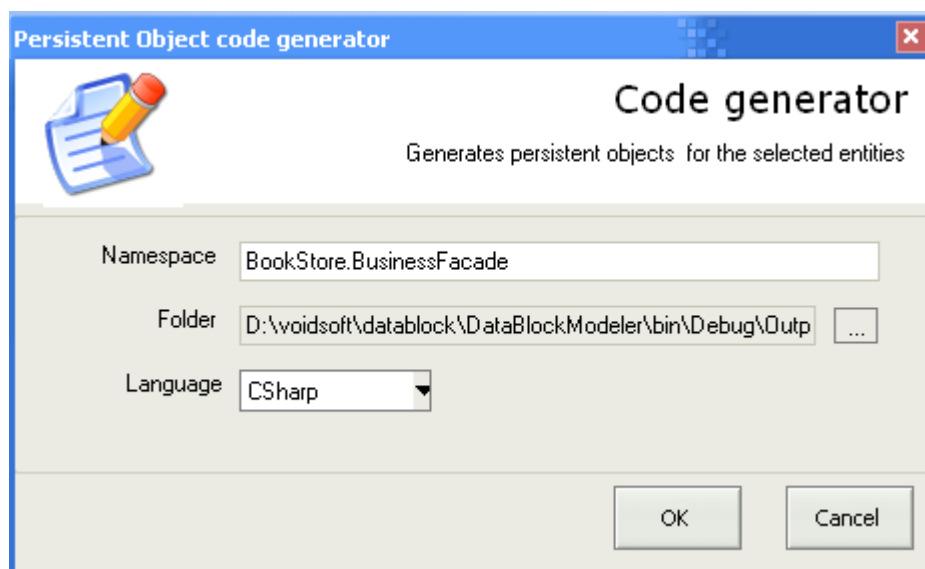 Persistent Object code generator
Code generator
Generates persistent objects for the selected entities
Namespace BookStore.BusinessFacade
Folder D:\voidsoft\datablock\DataBlockModeler\bin\Debug\Outp ...
Language CSharp
OK Cancel